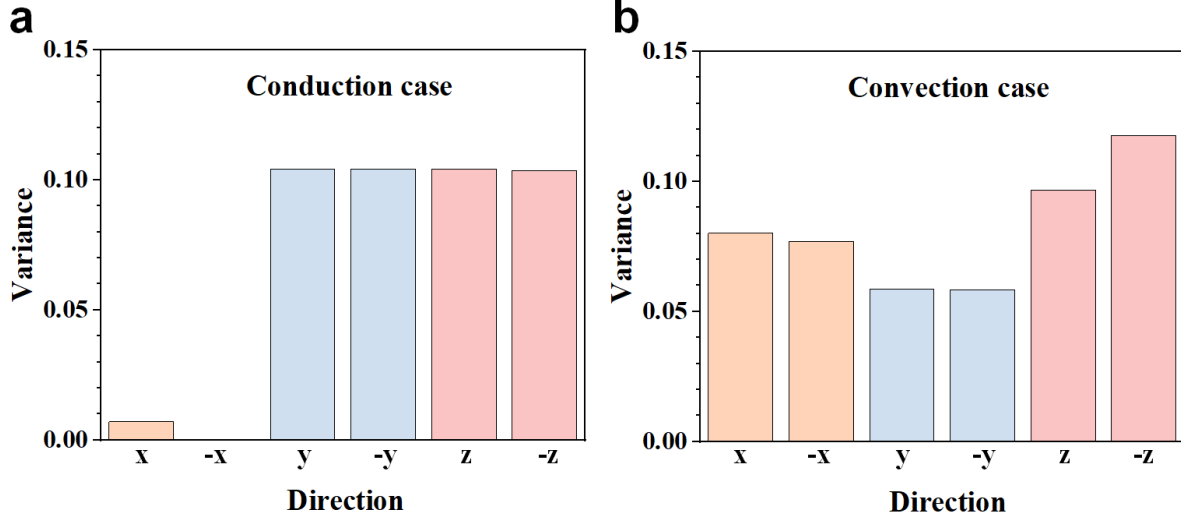 a
Conduction case
Variance
0.15
0.10
0.05
0.00
x -x y -y z -z
Direction
b
Convection case
Variance
0.15
0.10
0.05
0.00
x -x y -y z -z
Direction